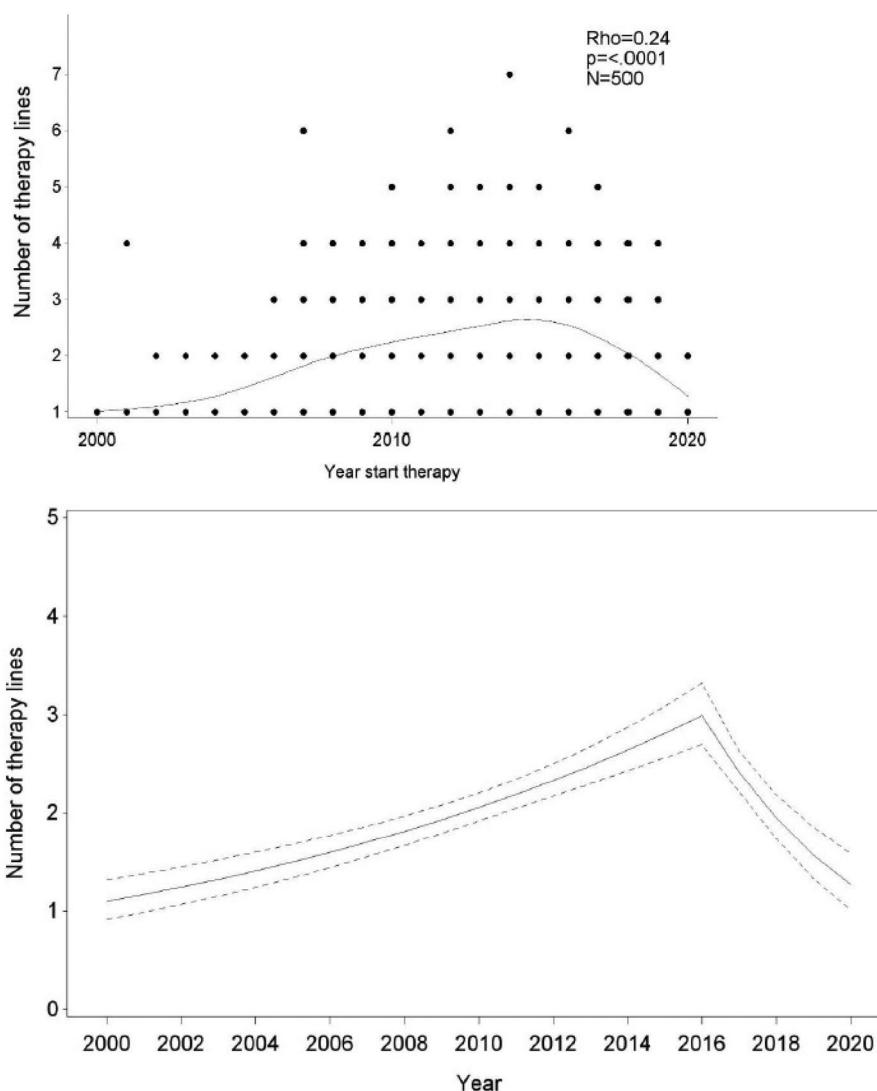 Rho=0.24
p=<.0001
N=500
Number of therapy lines
7
6
5
4
3
2
1
2000 2010 2020
Year start therapy
Number of therapy lines
5
4
3
2
1
0
2000 2002 2004 2006 2008 2010 2012 2014 2016 2018 2020
Year